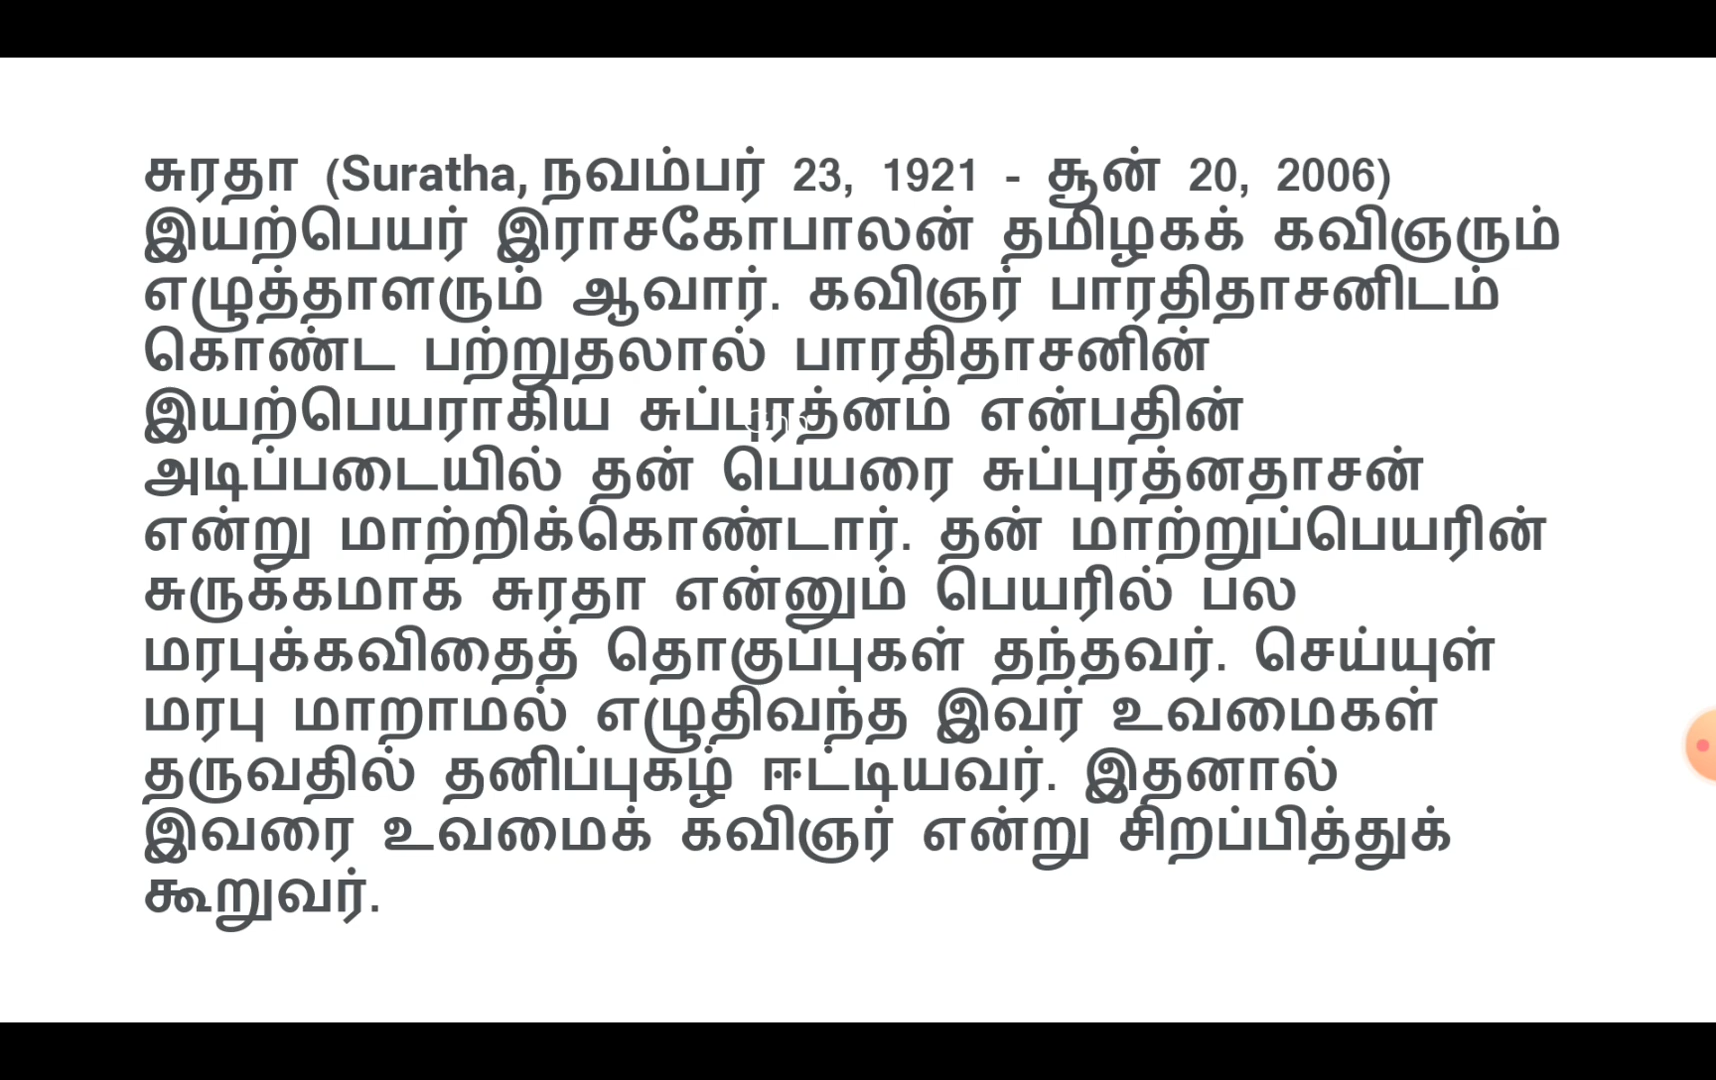 சுரதா (Suratha, நவம்பர் 23, 1921 - சூன் 20, 2006)
இயற்பெயர் இராசகோபாலன் தமிழகக் கவிஞரும்
எழுத்தாளரும் ஆவார். கவிஞர் பாரதிதாசனிடம்
கொண்ட பற்றுதலால் பாரதிதாசனின்
இயற்பெயராகிய சுப்புரத்னம் என்பதின்
அடிப்படையில் தன் பெயரை சுப்புரத்னதாசன்
என்று மாற்றிக்கொண்டார். தன் மாற்றுப்பெயரின்
சுருக்கமாக சுரதா என்னும் பெயரில் பல
மரபுக்கவிதைத் தொகுப்புகள் தந்தவர். செய்யுள்
மரபு மாறாமல் எழுதிவந்த இவர் உவமைகள்
தருவதில் தனிப்புகழ் ஈட்டியவர். இதனால்
இவரை உவமைக் கவிஞர் என்று சிறப்பித்துக்
கூறுவர்.